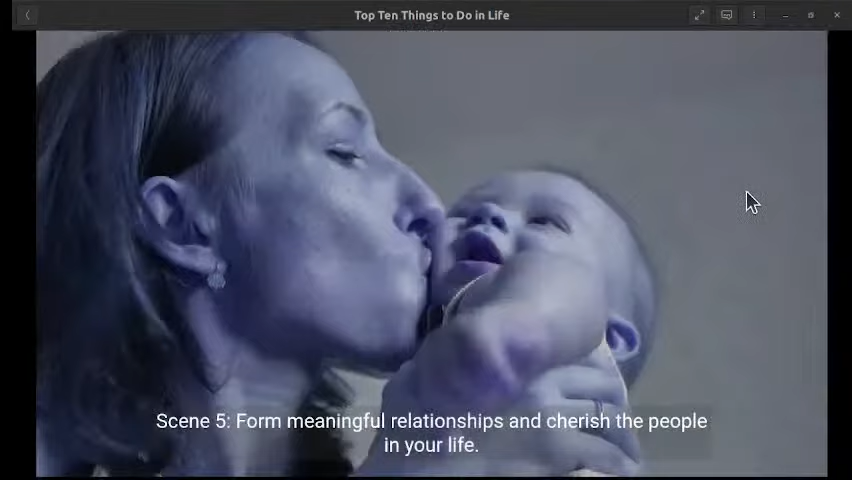 Top Ten Things to Do in Life
Scene 5: Form meaningful relationships and cherish the people
in your life.